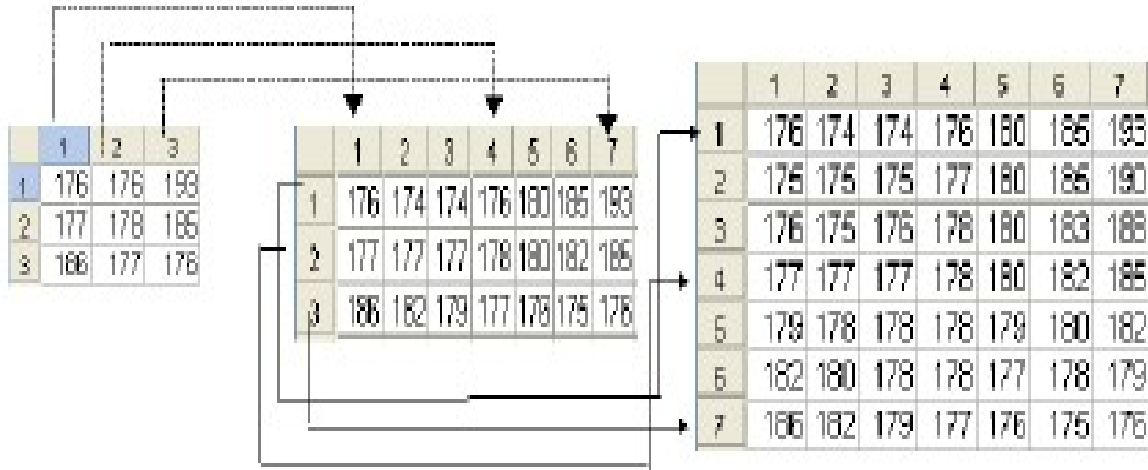 1 2 3
1 176 176 193
2 177 178 185
3 186 177 176
1 2 3 4 5 6 7
1 176 174 174 176 180 185 193
2 177 177 177 178 180 182 185
3 186 182 179 177 176 175 176
1 2 3 4 5 6 7
1 176 174 174 176 180 185 193
2 175 175 175 177 180 185 190
3 176 175 176 178 180 183 188
4 177 177 177 178 180 182 185
5 179 178 178 178 179 180 182
6 182 180 178 178 177 178 179
7 186 182 179 177 176 175 176